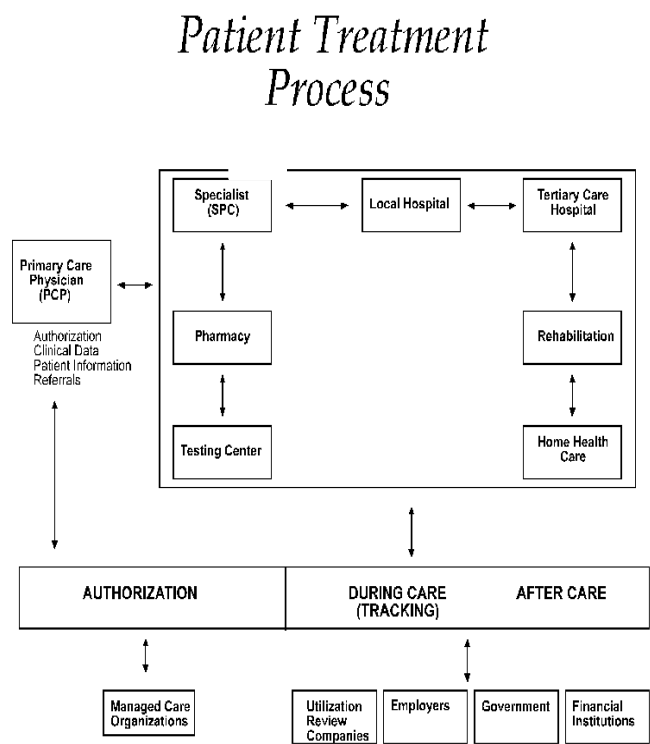 Patient Treatment
Process
Specialist
(SPC)
Local Hospital
Tertiary Care
Hospital
Primary Care
Physician
(PCP)
Authorization
Clinical Data
Patient Information
Referrals
Pharmacy
Rehabilitation
Testing Center
Home Health
Care
AUTHORIZATION
DURING CARE
(TRACKING)
AFTER CARE
Managed Care
Organizations
Utilization
Review
Companies
Employers
Government
Financial
Institutions